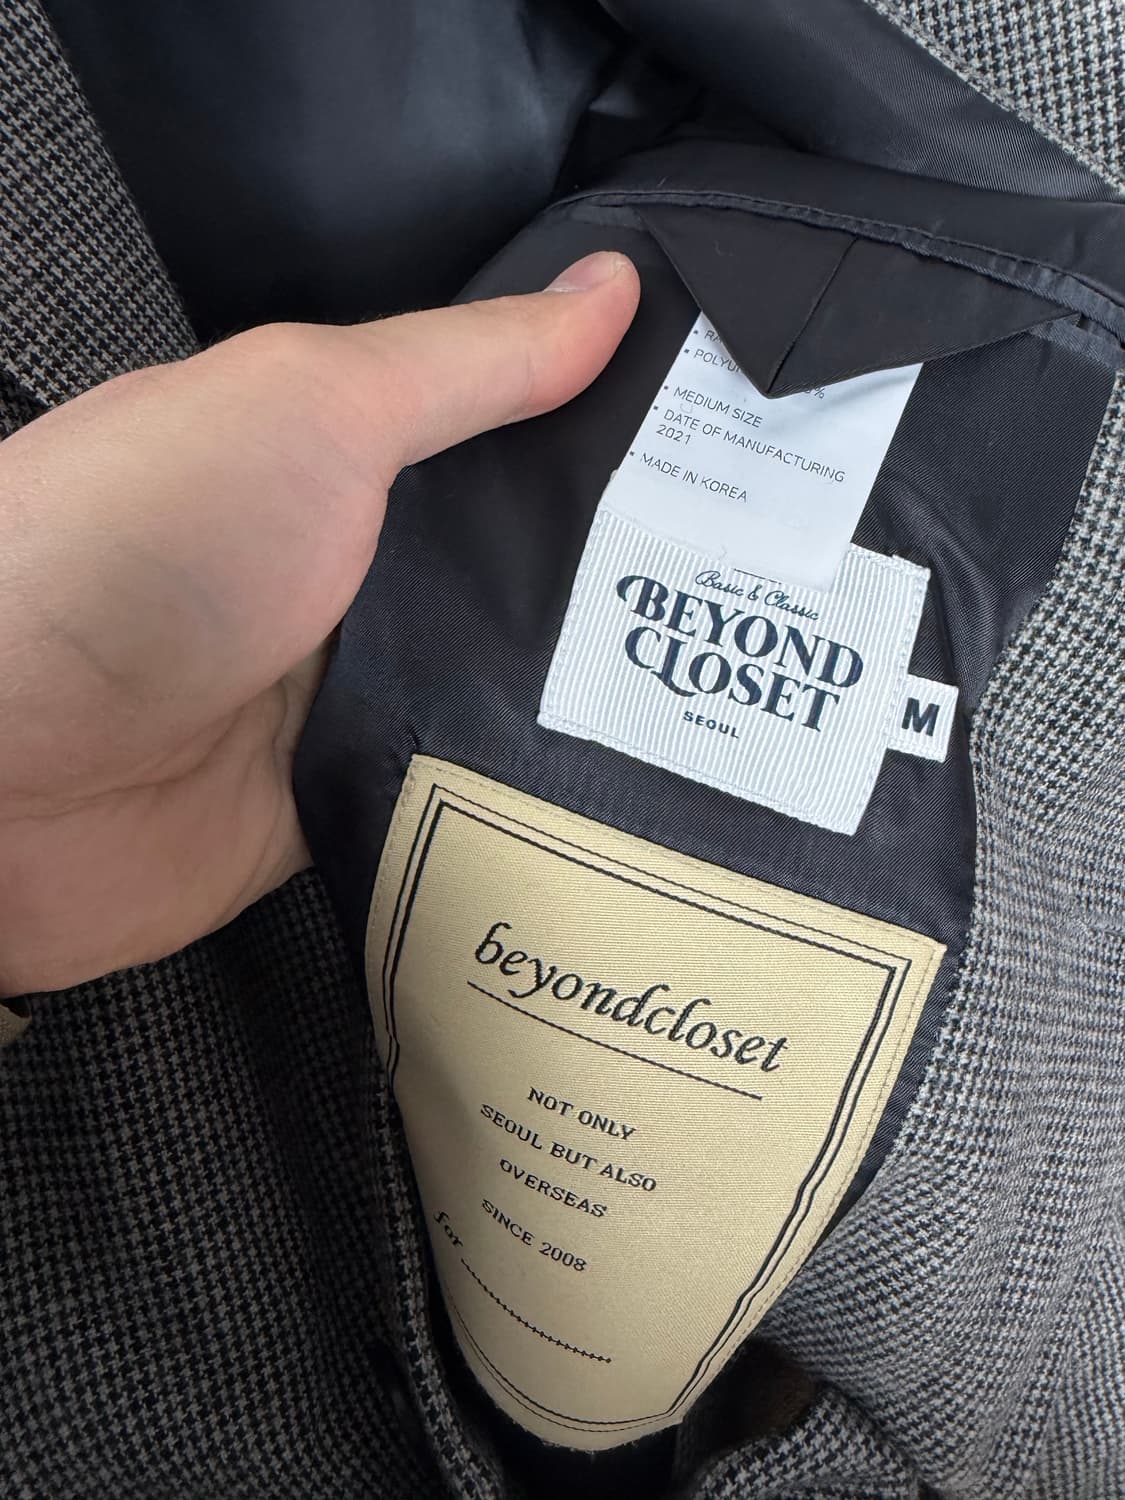 • MEDIUM SIZE
• DATE OF MANUFACTURING
2021
• MADE IN KOREA
Basic & Classic
BEYOND
CLOSET
SEOUL
M
beyondcloset
NOT ONLY
SEOUL BUT ALSO
OVERSEAS
SINCE 2008
for